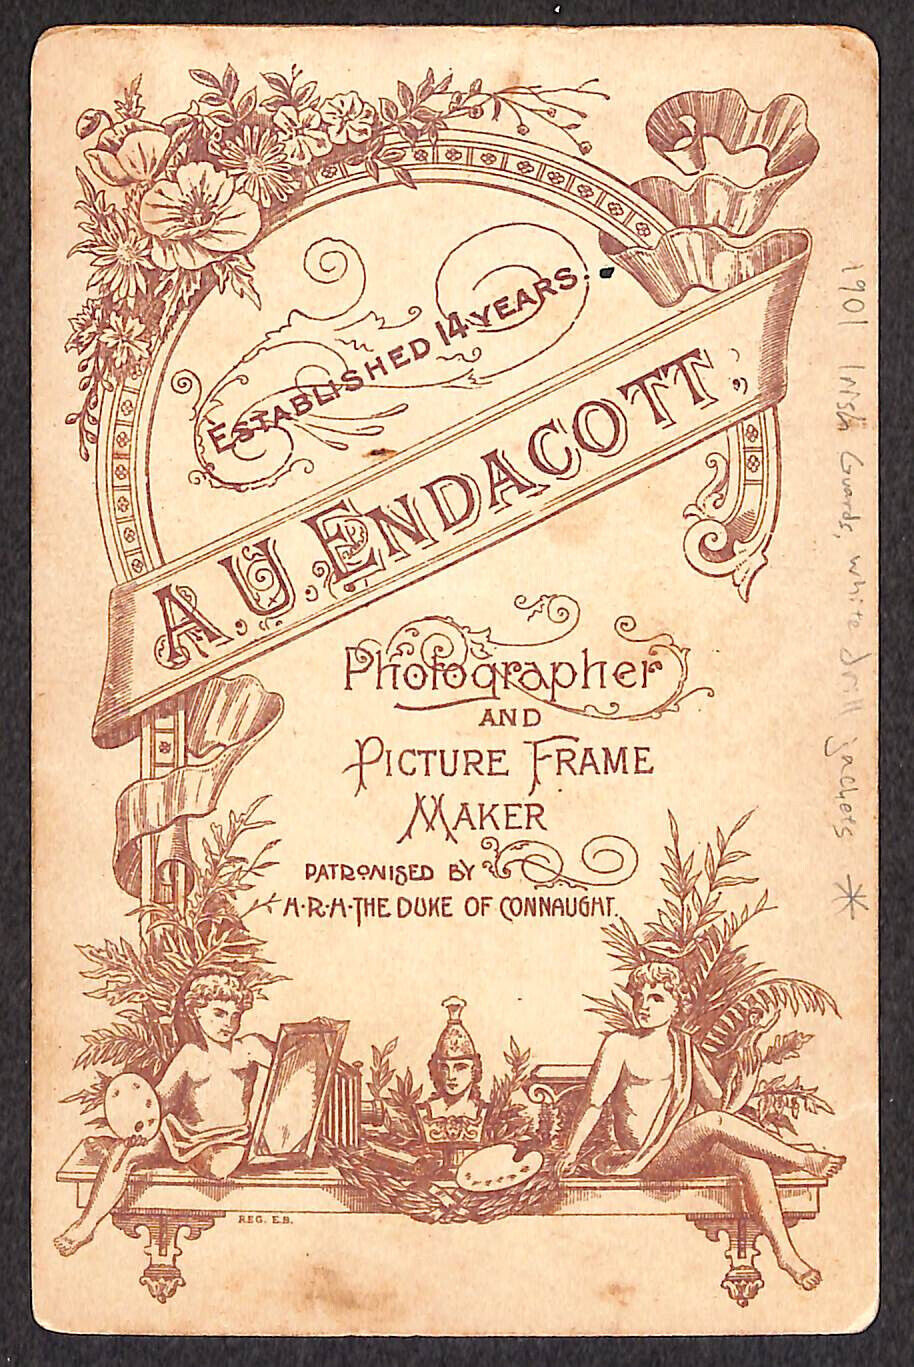 ESTABLISHED 14 YEARS.
A.U. ENDACOTT.
Photographer
AND
PICTURE FRAME
MAKER
PATRONISED BY
H·R·H·THE DUKE OF CONNAUGHT.
REG. E.B.
1901 Irish Guards, white drill jackets *